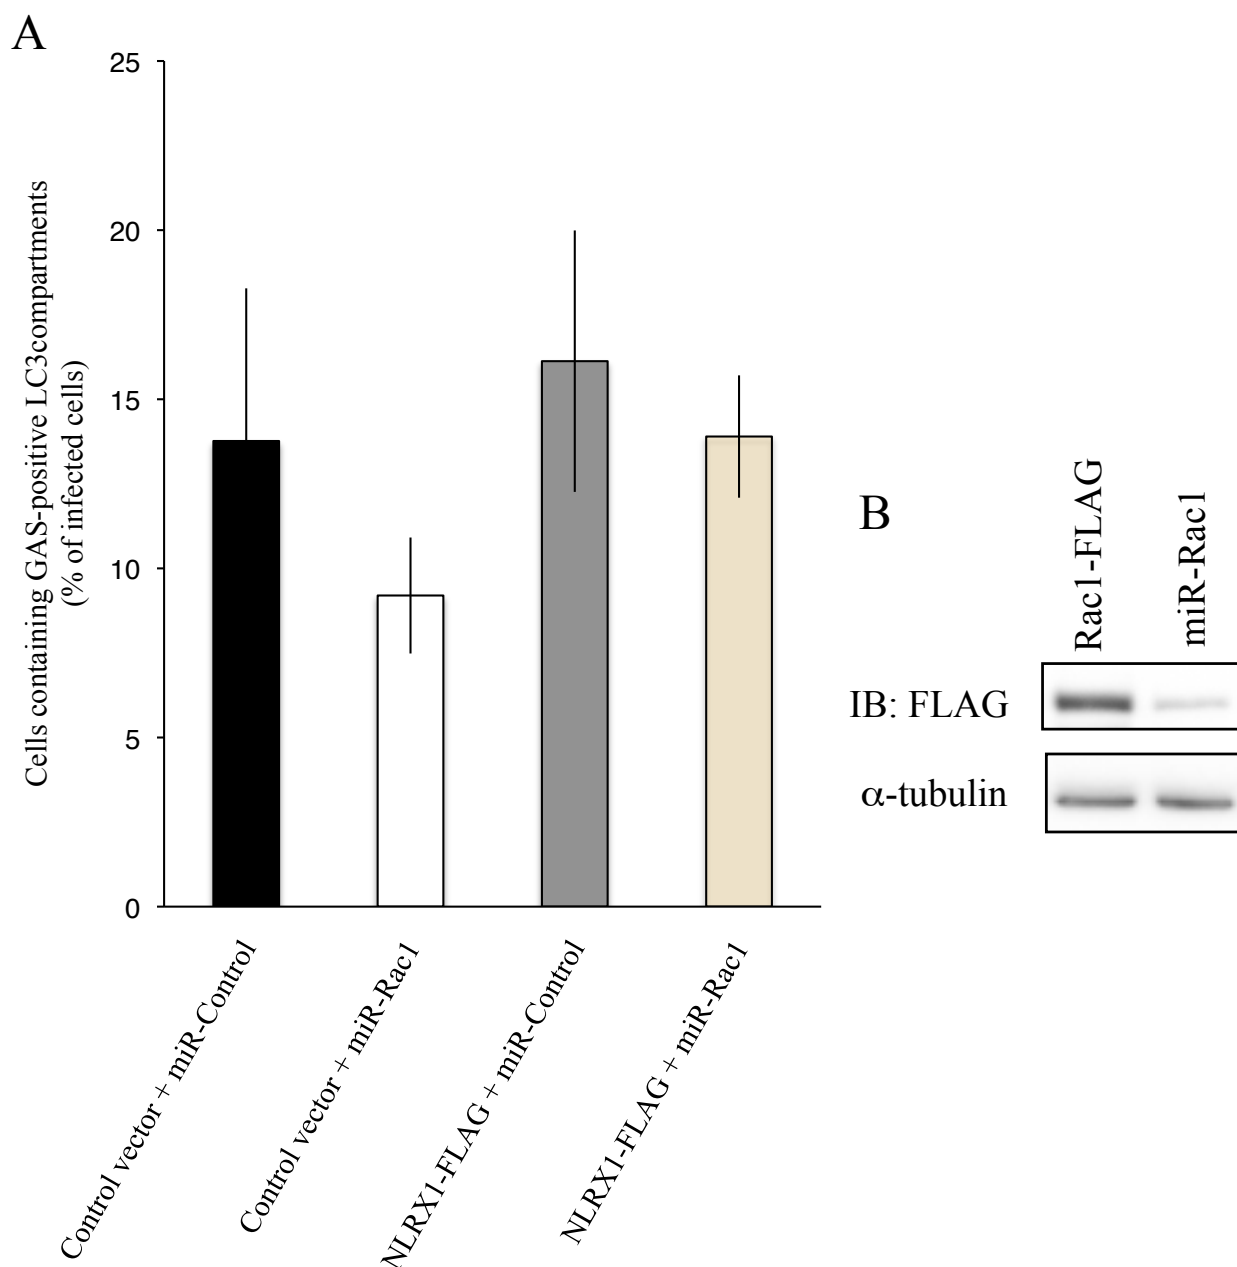 A
25
20
15
10
5
0
Cells containing GAS-positive LC3compartments
(% of infected cells)
Control vector + miR-Control
Control vector + miR-Rac1
NLRX1-FLAG + miR-Control
NLRX1-FLAG + miR-Rac1
B
Rac1-FLAG
miR-Rac1
IB: FLAG
α-tubulin